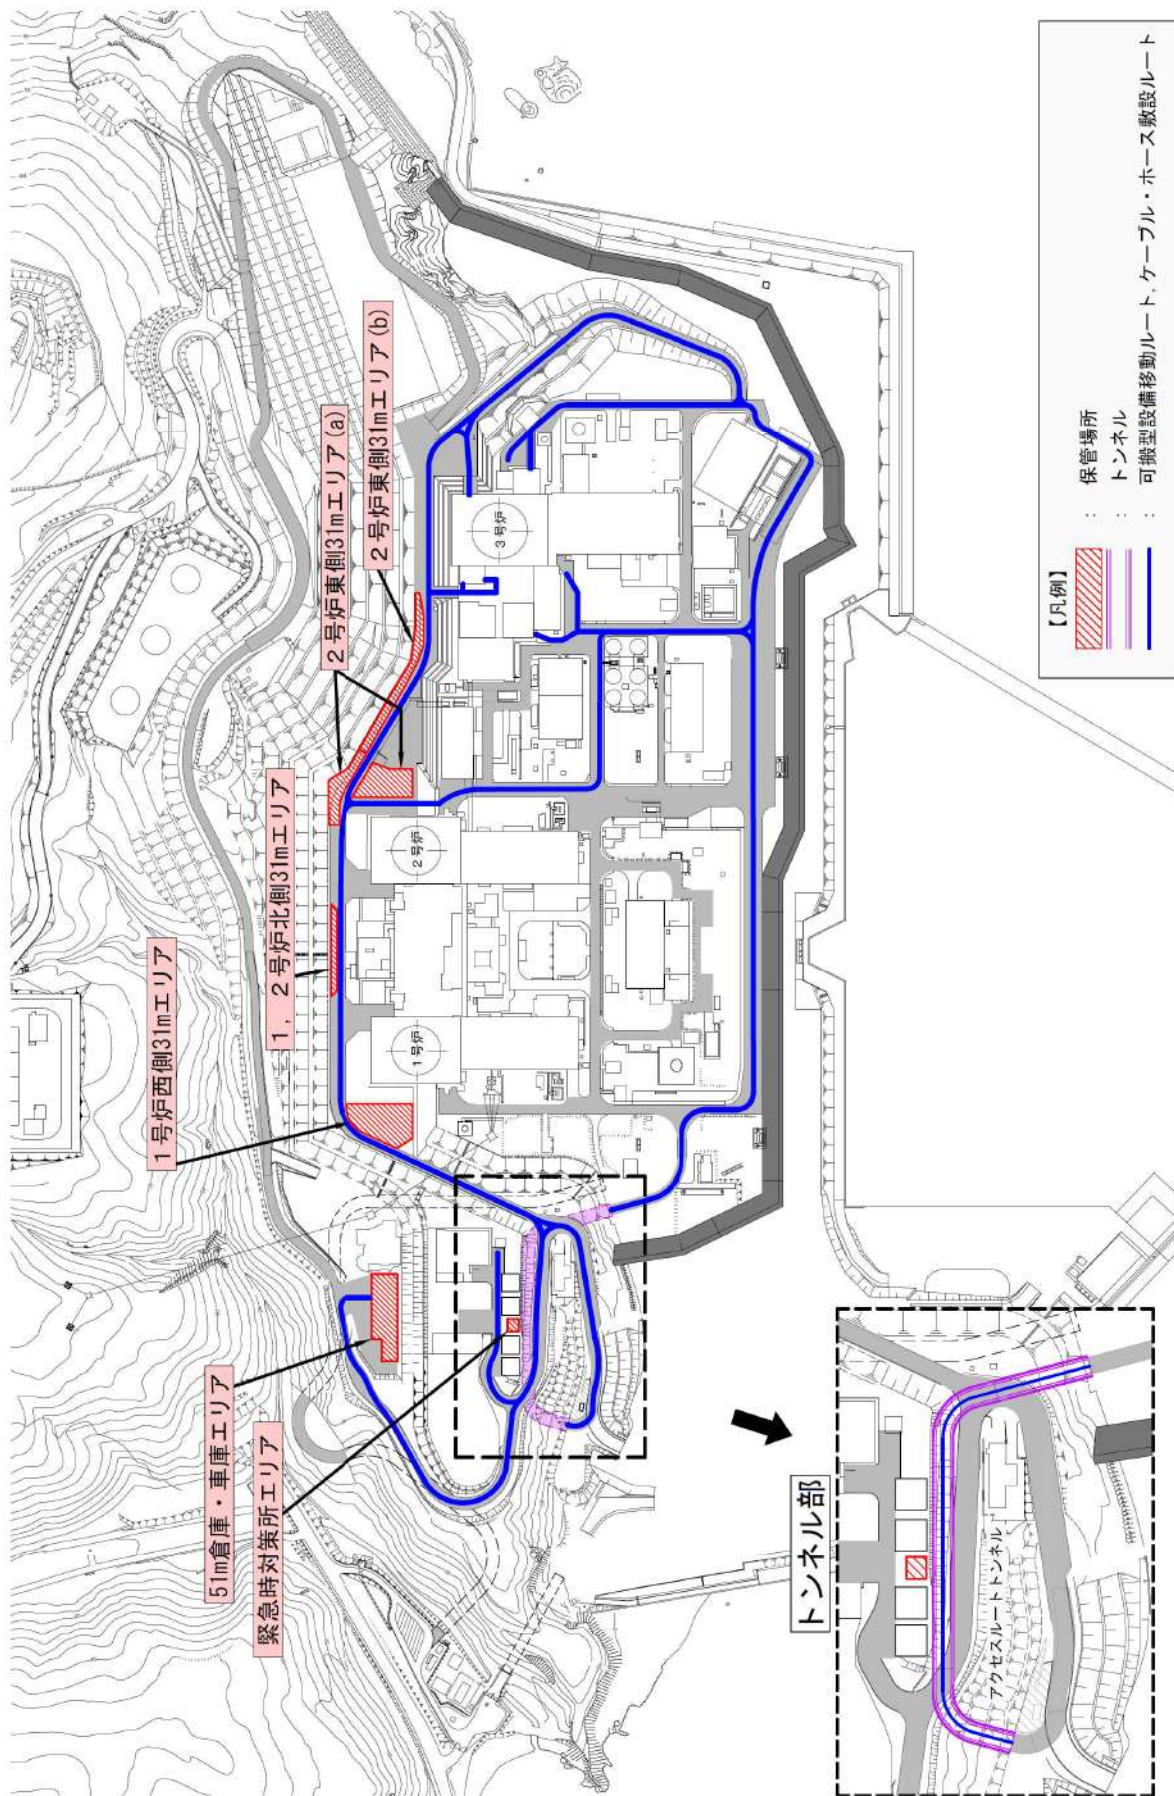 51m倉庫・車庫エリア
緊急時対策所エリア
1号炉西側31mエリア
1,2号炉北側31mエリア
2号炉東側31mエリア(a)
2号炉東側31mエリア(b)
1号炉
2号炉
3号炉
トンネル部
アクセスルートトンネル
【凡例】
: 保管場所
: トンネル
: 可搬型設備移動ルート,ケーブル・ホース敷設ルート